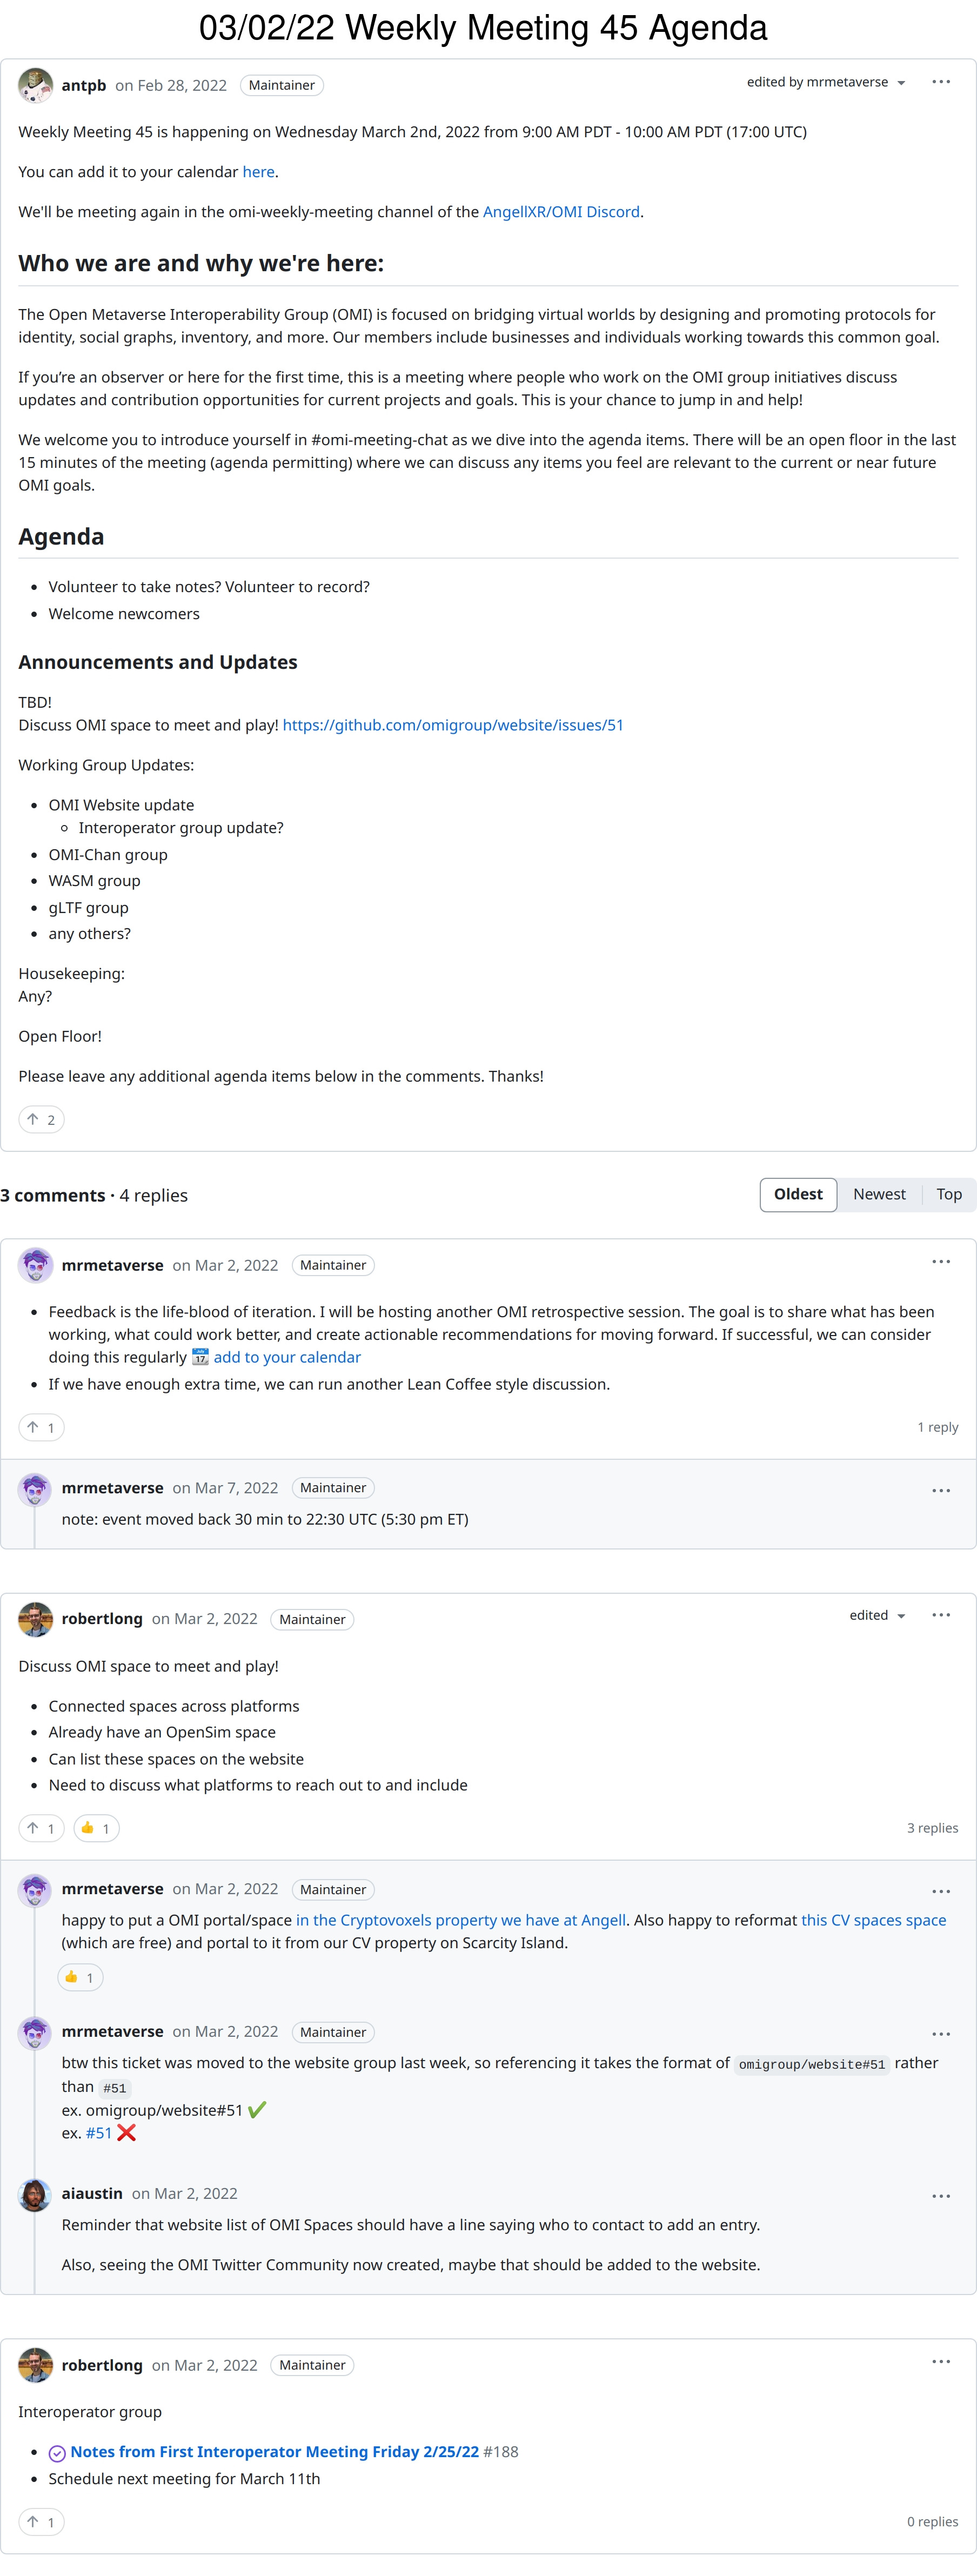 03/02/22 Weekly Meeting 45 Agenda
antpb on Feb 28, 2022 Maintainer
edited by mrmetaverse
Weekly Meeting 45 is happening on Wednesday March 2nd, 2022 from 9:00 AM PDT - 10:00 AM PDT (17:00 UTC)
You can add it to your calendar here.
We'll be meeting again in the omi-weekly-meeting channel of the AngellXR/OMI Discord.
Who we are and why we're here:
The Open Metaverse Interoperability Group (OMI) is focused on bridging virtual worlds by designing and promoting protocols for
identity, social graphs, inventory, and more. Our members include businesses and individuals working towards this common goal.
If you’re an observer or here for the first time, this is a meeting where people who work on the OMI group initiatives discuss
updates and contribution opportunities for current projects and goals. This is your chance to jump in and help!
We welcome you to introduce yourself in #omi-meeting-chat as we dive into the agenda items. There will be an open floor in the last
15 minutes of the meeting (agenda permitting) where we can discuss any items you feel are relevant to the current or near future
OMI goals.
Agenda
• Volunteer to take notes? Volunteer to record?
• Welcome newcomers
Announcements and Updates
TBD!
Discuss OMI space to meet and play! https://github.com/omigroup/website/issues/51
Working Group Updates:
• OMI Website update
◦ Interoperator group update?
• OMI-Chan group
• WASM group
• gLTF group
• any others?
Housekeeping:
Any?
Open Floor!
Please leave any additional agenda items below in the comments. Thanks!
↑ 2
3 comments · 4 replies
Oldest Newest Top
mrmetaverse on Mar 2, 2022 Maintainer
• Feedback is the life-blood of iteration. I will be hosting another OMI retrospective session. The goal is to share what has been
working, what could work better, and create actionable recommendations for moving forward. If successful, we can consider
doing this regularly 📆 add to your calendar
• If we have enough extra time, we can run another Lean Coffee style discussion.
↑ 1
1 reply
mrmetaverse on Mar 7, 2022 Maintainer
note: event moved back 30 min to 22:30 UTC (5:30 pm ET)
robertlong on Mar 2, 2022 Maintainer
edited
Discuss OMI space to meet and play!
• Connected spaces across platforms
• Already have an OpenSim space
• Can list these spaces on the website
• Need to discuss what platforms to reach out to and include
↑ 1 👍 1
3 replies
mrmetaverse on Mar 2, 2022 Maintainer
happy to put a OMI portal/space in the Cryptovoxels property we have at Angell. Also happy to reformat this CV spaces space
(which are free) and portal to it from our CV property on Scarcity Island.
👍 1
mrmetaverse on Mar 2, 2022 Maintainer
btw this ticket was moved to the website group last week, so referencing it takes the format of omigroup/website#51 rather
than #51
ex. omigroup/website#51 ✅
ex. #51 ❌
aiaustin on Mar 2, 2022
Reminder that website list of OMI Spaces should have a line saying who to contact to add an entry.
Also, seeing the OMI Twitter Community now created, maybe that should be added to the website.
robertlong on Mar 2, 2022 Maintainer
Interoperator group
• Notes from First Interoperator Meeting Friday 2/25/22 #188
• Schedule next meeting for March 11th
↑ 1
0 replies